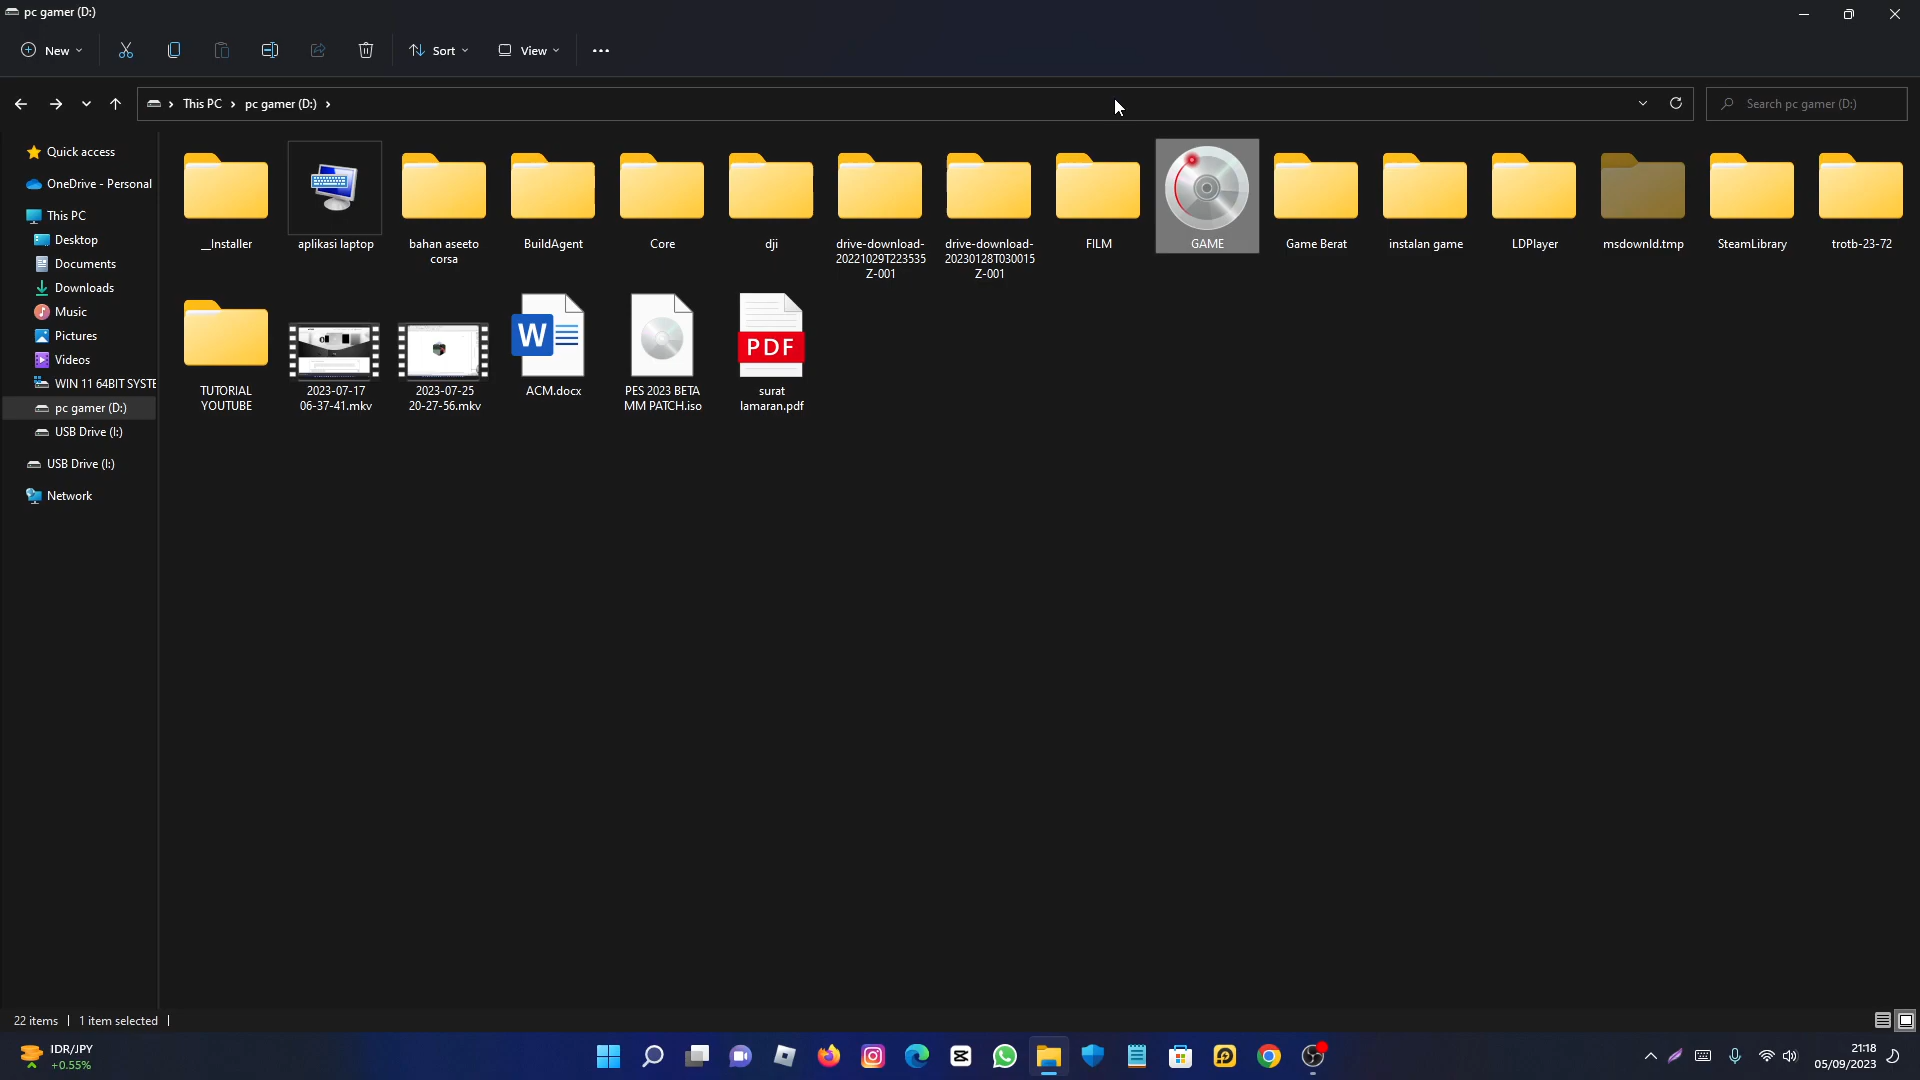 pc gamer (D:)
New
Sort
View
This PC
pc gamer (D:)
Search pc gamer (D:)
Quick access
OneDrive - Personal
This PC
Desktop
Documents
Downloads
Music
Pictures
Videos
WIN 11 64BIT SYSTE
pc gamer (D:)
USB Drive (I:)
USB Drive (I:)
Network
__Installer
aplikasi laptop
bahan aseeto
corsa
BuildAgent
Core
dji
drive-download-
20221029T223535
Z-001
drive-download-
20230128T030015
Z-001
FILM
GAME
Game Berat
instalan game
LDPlayer
msdownld.tmp
SteamLibrary
trotb-23-72
TUTORIAL
YOUTUBE
2023-07-17
06-37-41.mkv
2023-07-25
20-27-56.mkv
W
ACM.docx
PES 2023 BETA
MM PATCH.iso
PDF
surat
lamaran.pdf
22 items
1 item selected
IDR/JPY
+0.55%
21:18
05/09/2023